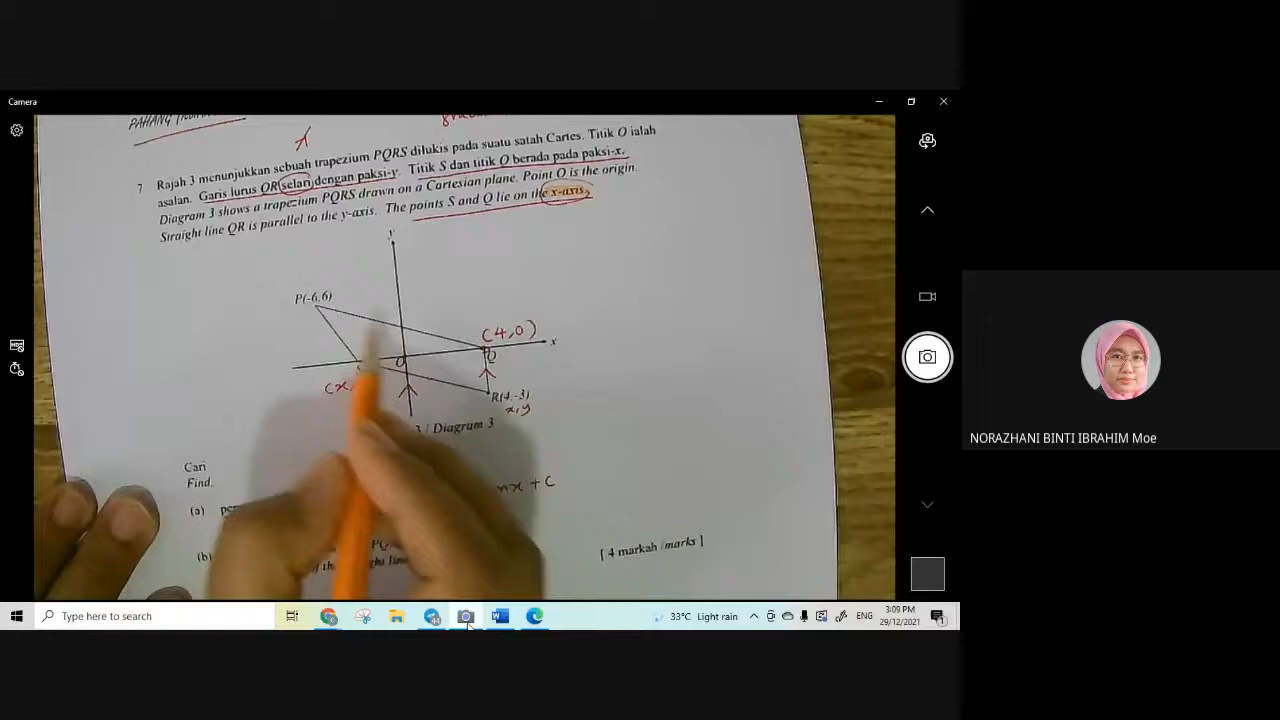 Camera
PAHANG
7 Rajah 3 menunjukkan sebuah trapezium PQRS dilukis pada suatu satah Cartes. Titik O ialah
asalan. Garis lurus QR selari dengan paksi-y. Titik S dan titik Q berada pada paksi-x.
Diagram 3 shows a trapezium PQRS drawn on a Cartesian plane. Point O is the origin.
Straight line QR is parallel to the y-axis. The points S and Q lie on the x-axis.
y
P(-6,6)
(4,0)
x
O
Q
(x,
R(4,-3)
x,y
3 / Diagram 3
Cari
Find.
mx + c
(a)
(b)
[ 4 markah /marks ]
NORAZHANI BINTI IBRAHIM Moe
Type here to search
33°C Light rain
ENG
3:09 PM
29/12/2021